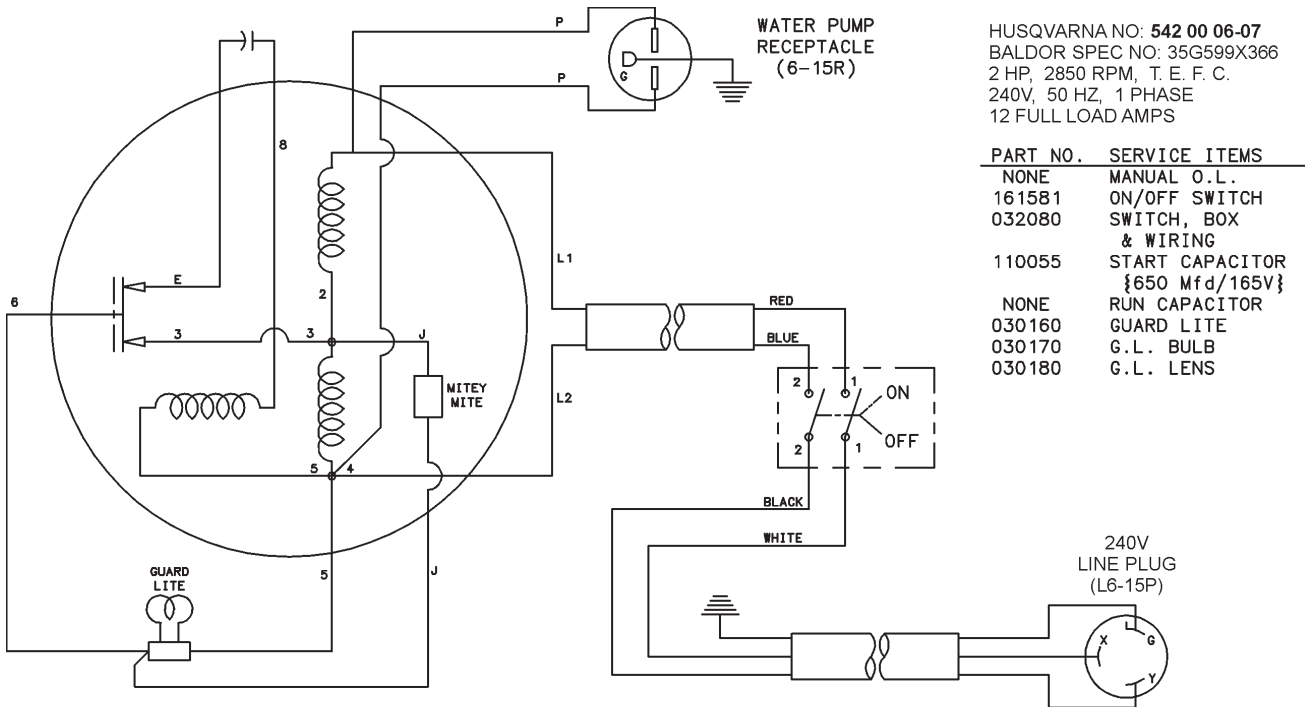 WATER PUMP
RECEPTACLE
(6-15R)
P
P
G
HUSQVARNA NO: 542 00 06-07
BALDOR SPEC NO: 35G599X366
2 HP, 2850 RPM, T. E. F. C.
240V, 50 HZ, 1 PHASE
12 FULL LOAD AMPS
PART NO. SERVICE ITEMS
NONE MANUAL O.L.
161581 ON/OFF SWITCH
032080 SWITCH, BOX
& WIRING
110055 START CAPACITOR
{650 Mfd/165V}
NONE RUN CAPACITOR
030160 GUARD LITE
030170 G.L. BULB
030180 G.L. LENS
8
E
6
2
L1
3
3
J
MITEY
MITE
L2
5
4
RED
BLUE
2
1
ON
OFF
2
1
BLACK
WHITE
GUARD
LITE
5
J
240V
LINE PLUG
(L6-15P)
X
G
Y